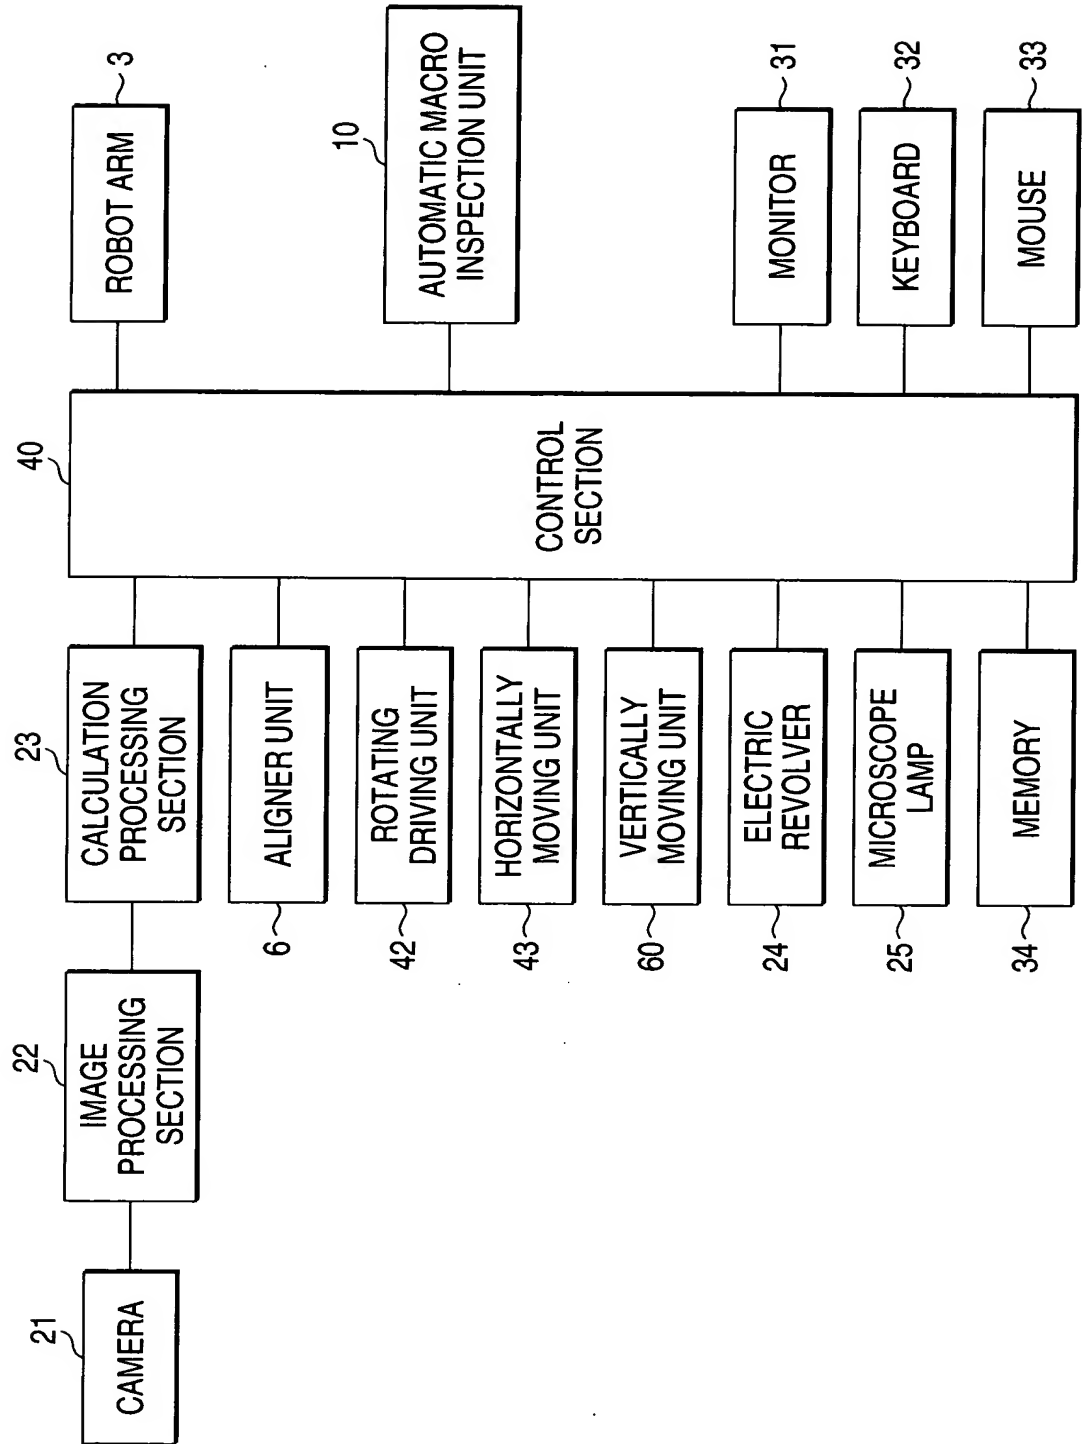 21
CAMERA
22
IMAGE
PROCESSING
SECTION
23
CALCULATION
PROCESSING
SECTION
ALIGNER UNIT
6
ROTATING
DRIVING UNIT
42
HORIZONTALLY
MOVING UNIT
43
VERTICALLY
MOVING UNIT
60
ELECTRIC
REVOLVER
24
MICROSCOPE
LAMP
25
MEMORY
34
40
CONTROL
SECTION
ROBOT ARM
3
10
AUTOMATIC MACRO
INSPECTION UNIT
MONITOR
31
KEYBOARD
32
MOUSE
33